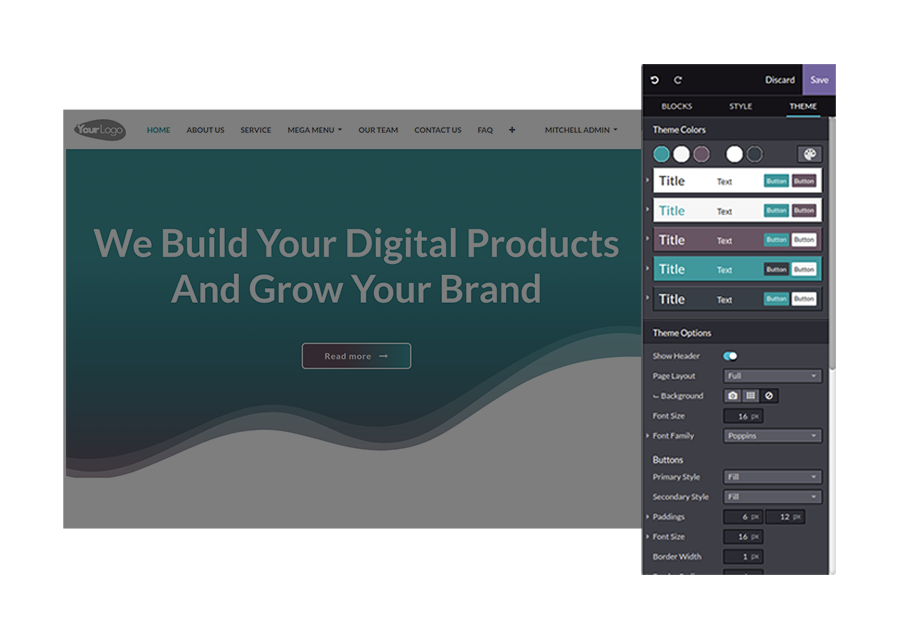 YourLogo
HOME ABOUT US SERVICE MEGA MENU OUR TEAM CONTACT US FAQ + MITCHELL ADMIN
We Build Your Digital Products
And Grow Your Brand
Read more →
Discard Save
BLOCKS STYLE THEME
Theme Colors
Title Text Button Button
Title Text Button Button
Title Text Button Button
Title Text Button Button
Title Text Button Button
Theme Options
Show Header
Page Layout Full
Background
Font Size 16 px
Font Family Poppins
Buttons
Primary Style Fill
Secondary Style Fill
Paddings 6 px 12 px
Font Size 16 px
Border Width 1 px